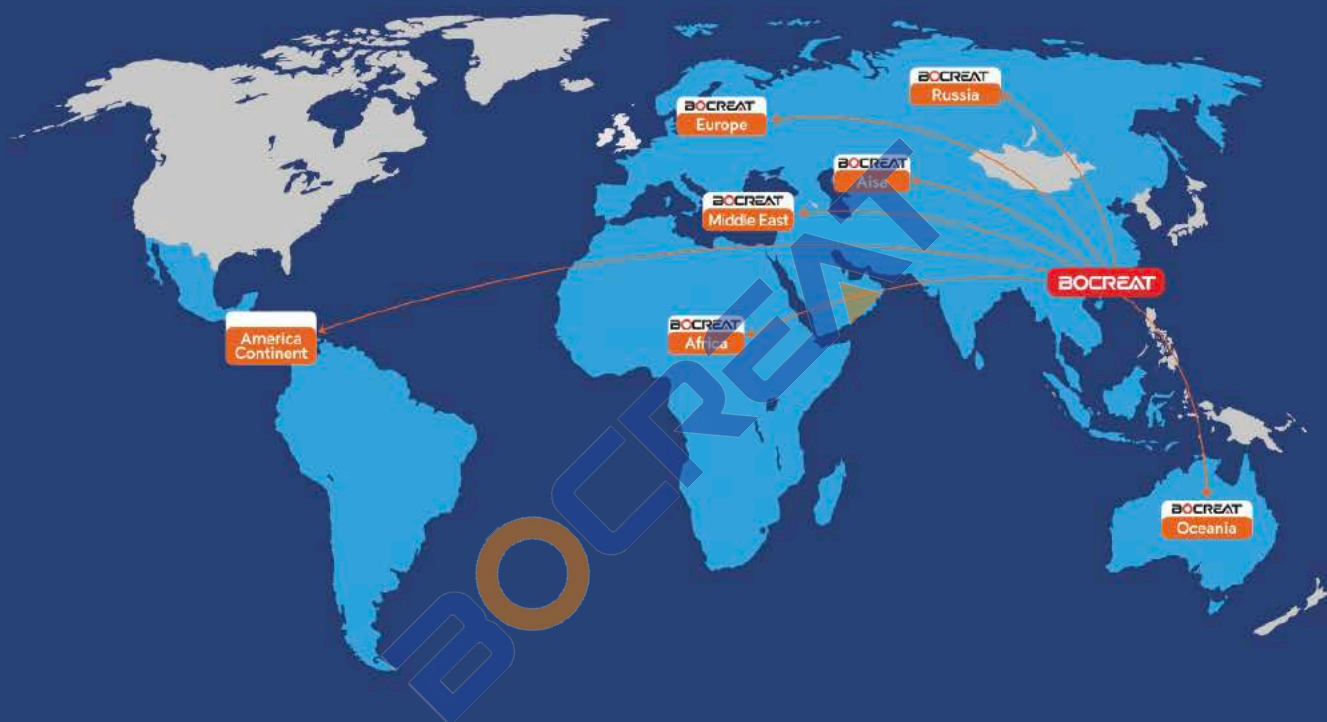 BOCREAT
Russia
BOCREAT
Europe
BOCREAT
Aise
BOCREAT
Middle East
BOCREAT
BOCREAT
Africa
America
Continent
BOCREAT
Oceania
BOCREAT